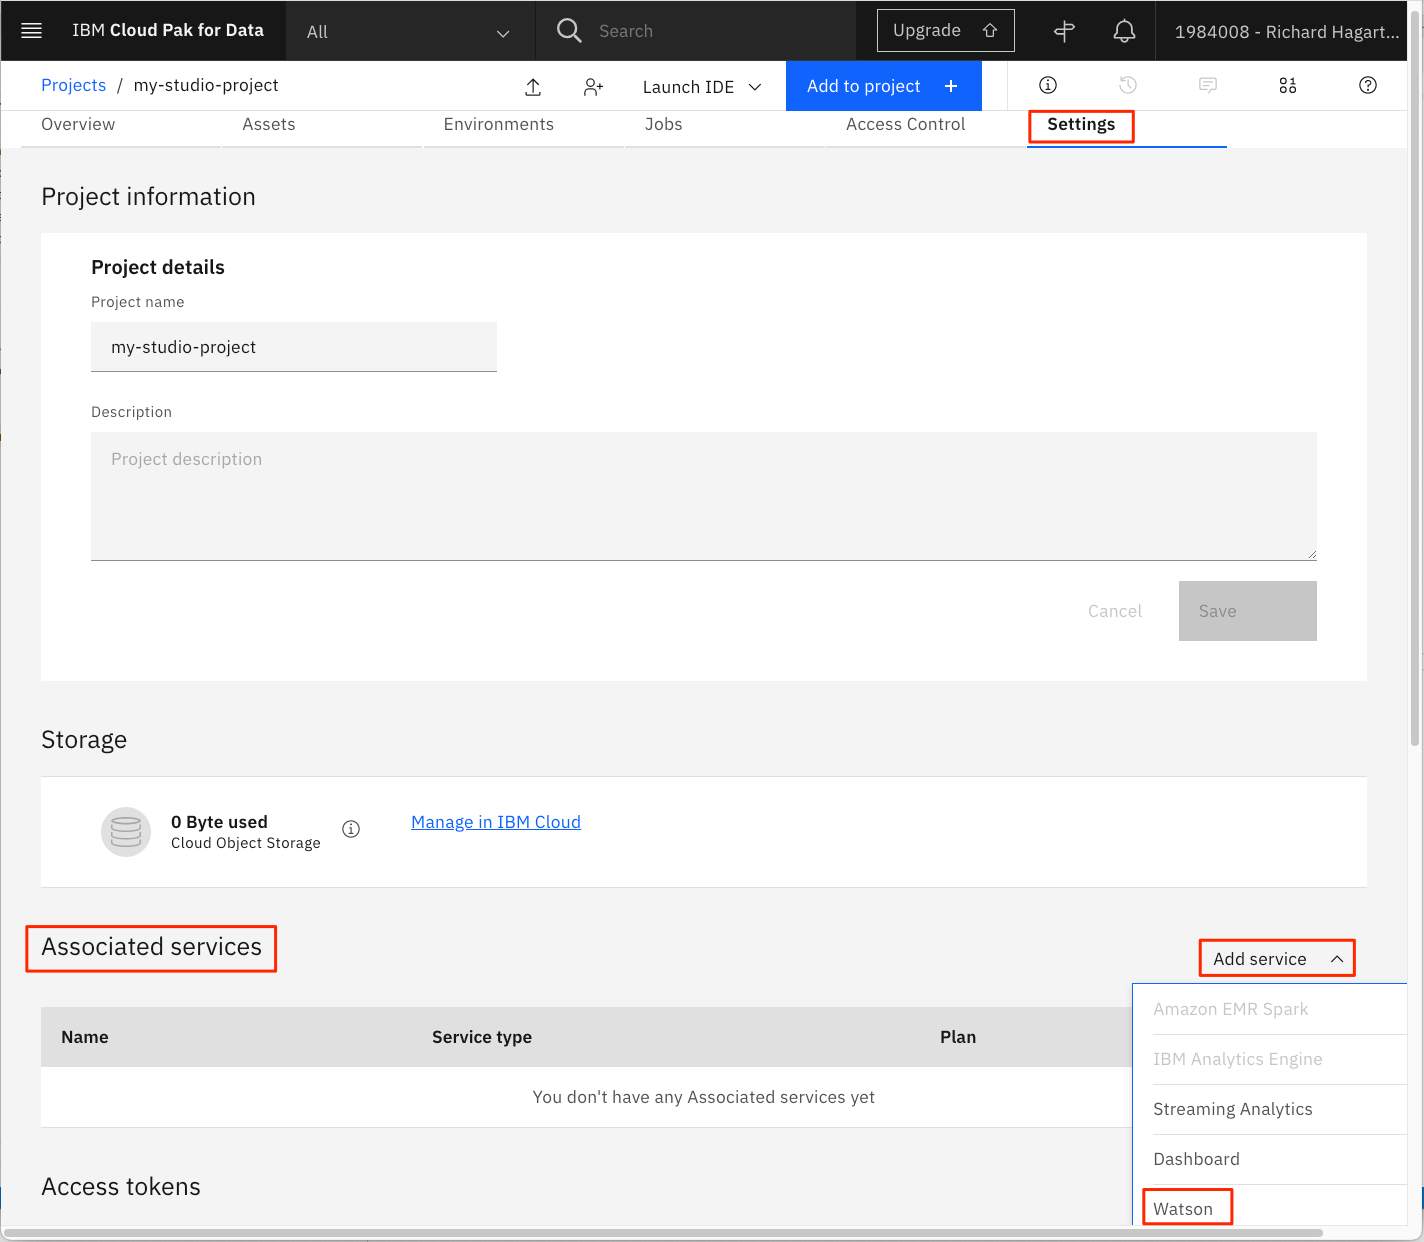 IBM Cloud Pak for Data
All
Search
Upgrade
1984008 - Richard Hagart...
Projects / my-studio-project
Launch IDE
Add to project +
Overview
Assets
Environments
Jobs
Access Control
Settings
Project information
Project details
Project name
my-studio-project
Description
Project description
Cancel
Save
Storage
0 Byte used
Cloud Object Storage
Manage in IBM Cloud
Associated services
Add service
Amazon EMR Spark
IBM Analytics Engine
Streaming Analytics
Dashboard
Watson
Name
Service type
Plan
You don't have any Associated services yet
Access tokens